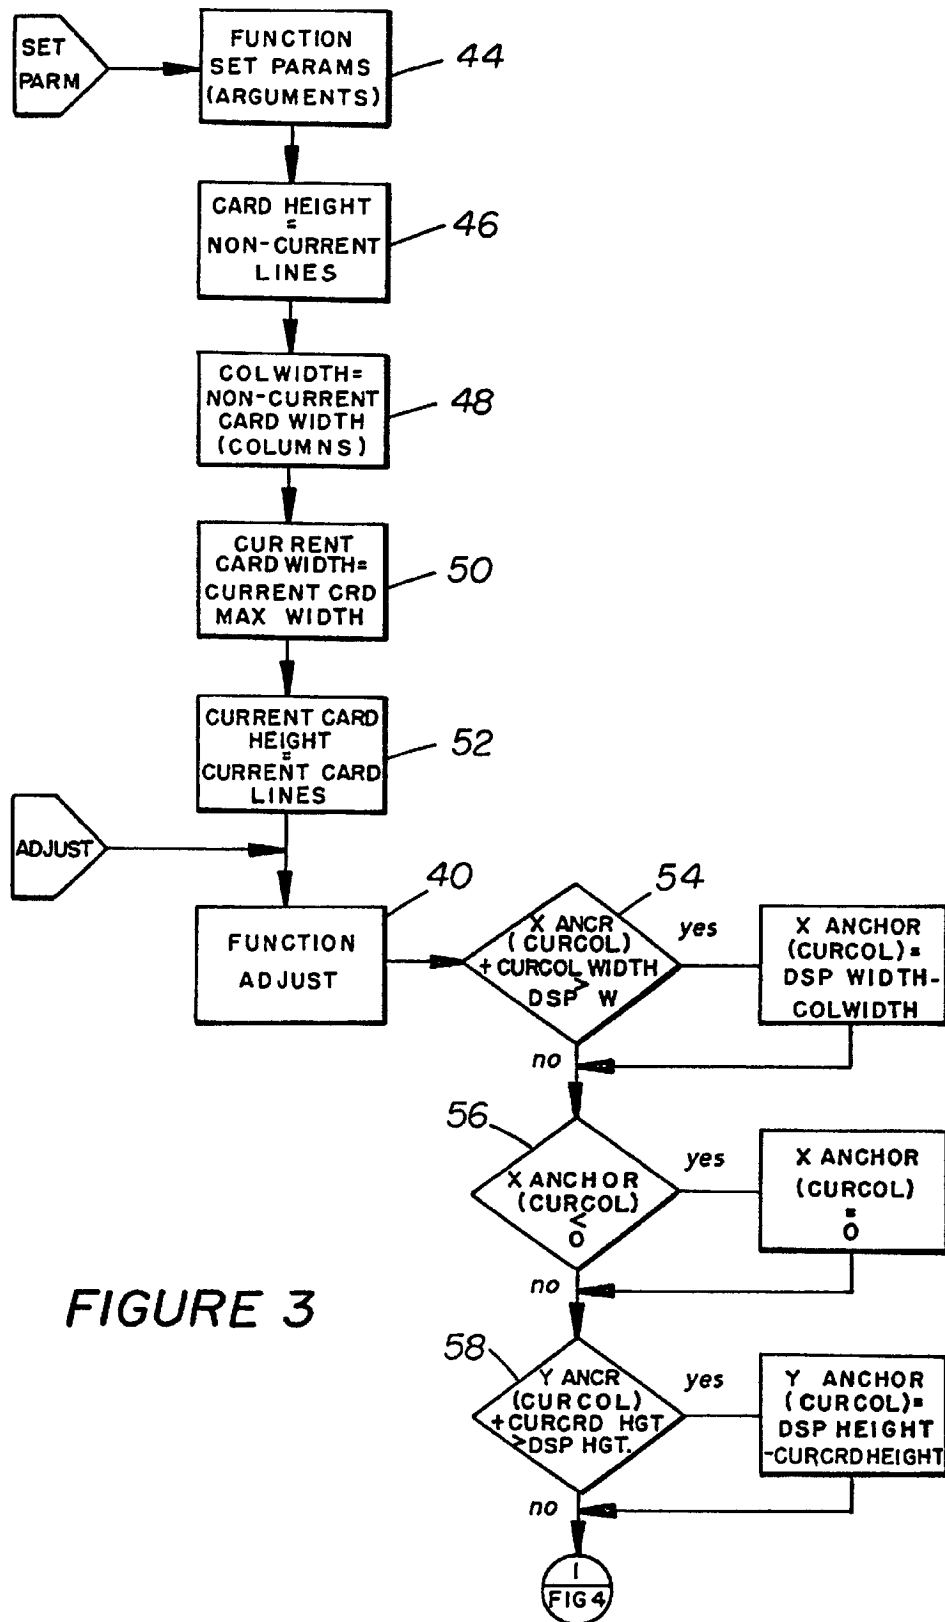 SET
PARM
FUNCTION
SET PARAMS
(ARGUMENTS)
44
CARD HEIGHT
=
NON-CURRENT
LINES
46
COL WIDTH=
NON-CURRENT
CARD WIDTH
(COLUMNS)
48
CURRENT
CARD WIDTH=
CURRENT CRD
MAX WIDTH
50
CURRENT CARD
HEIGHT
=
CURRENT CARD
LINES
52
ADJUST
FUNCTION
ADJUST
40
X ANCR
(CURCOL)
+ CURCOL WIDTH
>
DSP W
54
yes
X ANCHOR
(CURCOL)=
DSP WIDTH-
COLWIDTH
no
56
X ANCHOR
(CURCOL)
<
0
yes
X ANCHOR
(CURCOL)
=
0
no
FIGURE 3
58
Y ANCR
(CURCOL)
+ CURCRD HGT
>DSP HGT.
yes
Y ANCHOR
(CURCOL)=
DSP HEIGHT
-CURCRDHEIGHT
no
1
FIG 4